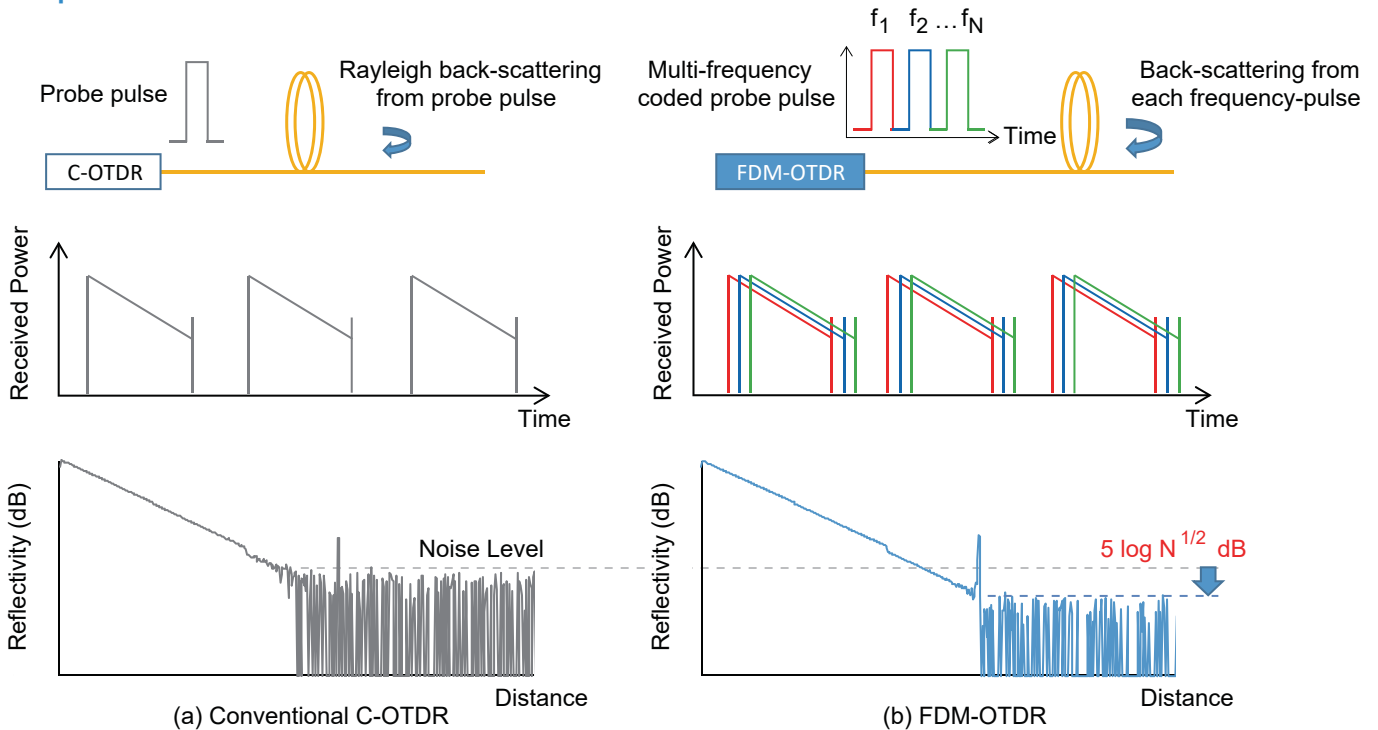 Probe pulse
Rayleigh back-scattering
from probe pulse
C-OTDR
Received Power
Time
Reflectivity (dB)
Noise Level
Distance
(a) Conventional C-OTDR
f1 f2 ... fN
Multi-frequency
coded probe pulse
Time
Back-scattering from
each frequency-pulse
FDM-OTDR
Received Power
Time
Reflectivity (dB)
5 log N^1/2 dB
Distance
(b) FDM-OTDR